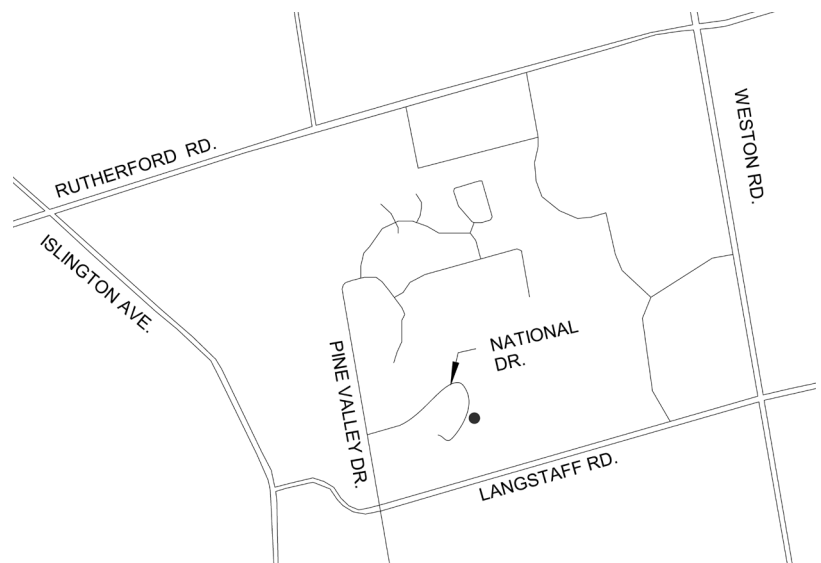 RUTHERFORD RD.
WESTON RD.
ISLINGTON AVE.
NATIONAL
DR.
PINE VALLEY DR.
LANGSTAFF RD.